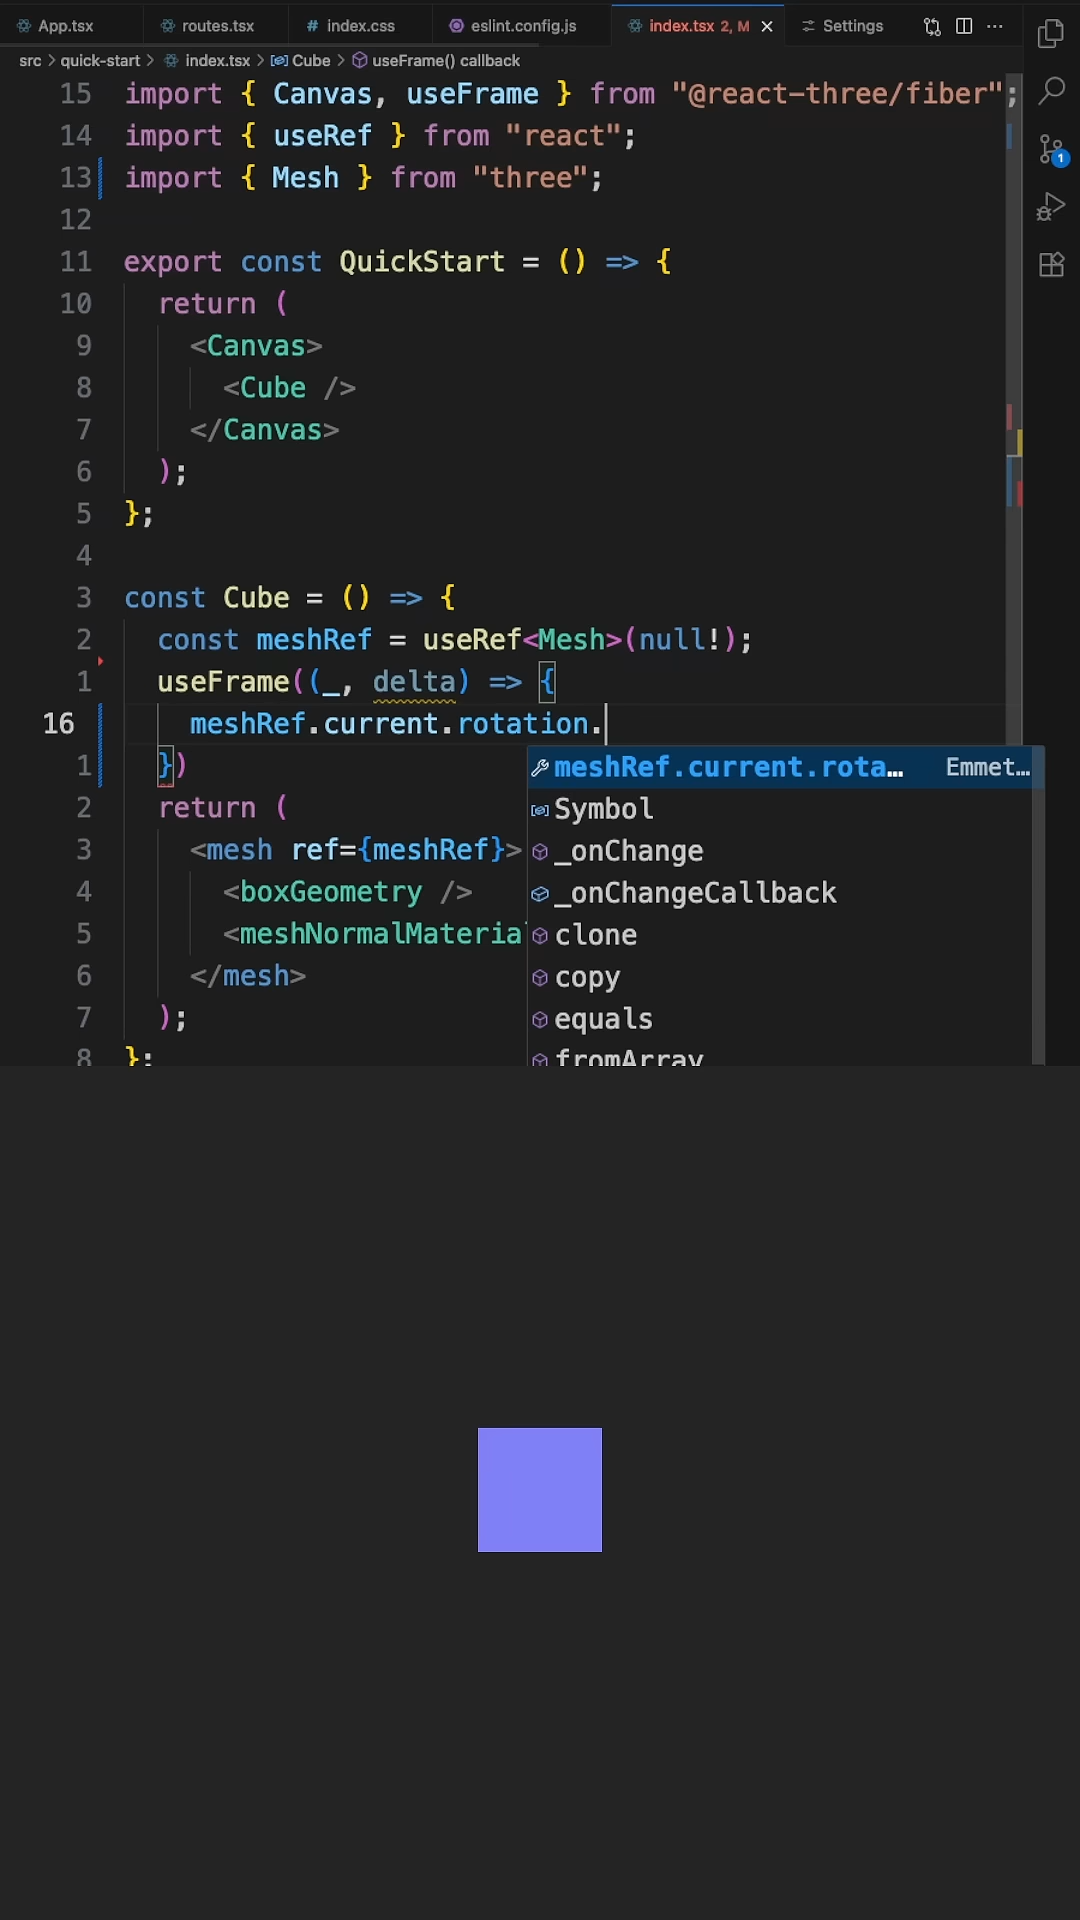 App.tsx routes.tsx # index.css eslint.config.js index.tsx 2, M Settings
src > quick-start > index.tsx > Cube > useFrame() callback
15 import { Canvas, useFrame } from "@react-three/fiber";
14 import { useRef } from "react";
13 import { Mesh } from "three";
12
11 export const QuickStart = () => {
10 return (
9 <Canvas>
8 <Cube />
7 </Canvas>
6 );
5 };
4
3 const Cube = () => {
2 const meshRef = useRef<Mesh>(null!);
1 useFrame((_, delta) => {
16 meshRef.current.rotation.
1 })
2 return (
3 <mesh ref={meshRef}>
4 <boxGeometry />
5 <meshNormalMaterial
6 </mesh>
7 );
8 };
meshRef.current.rota… Emmet…
Symbol
_onChange
_onChangeCallback
clone
copy
equals
fromArray
1